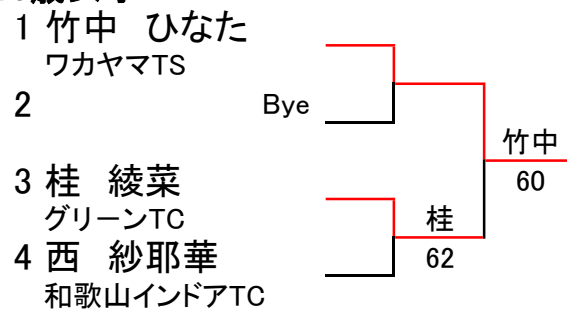 1 竹中　ひなた
ワカヤマTS
2 Bye
竹中
60
3 桂　綾菜
グリーンTC
桂
62
4 西　紗耶華
和歌山インドアTC